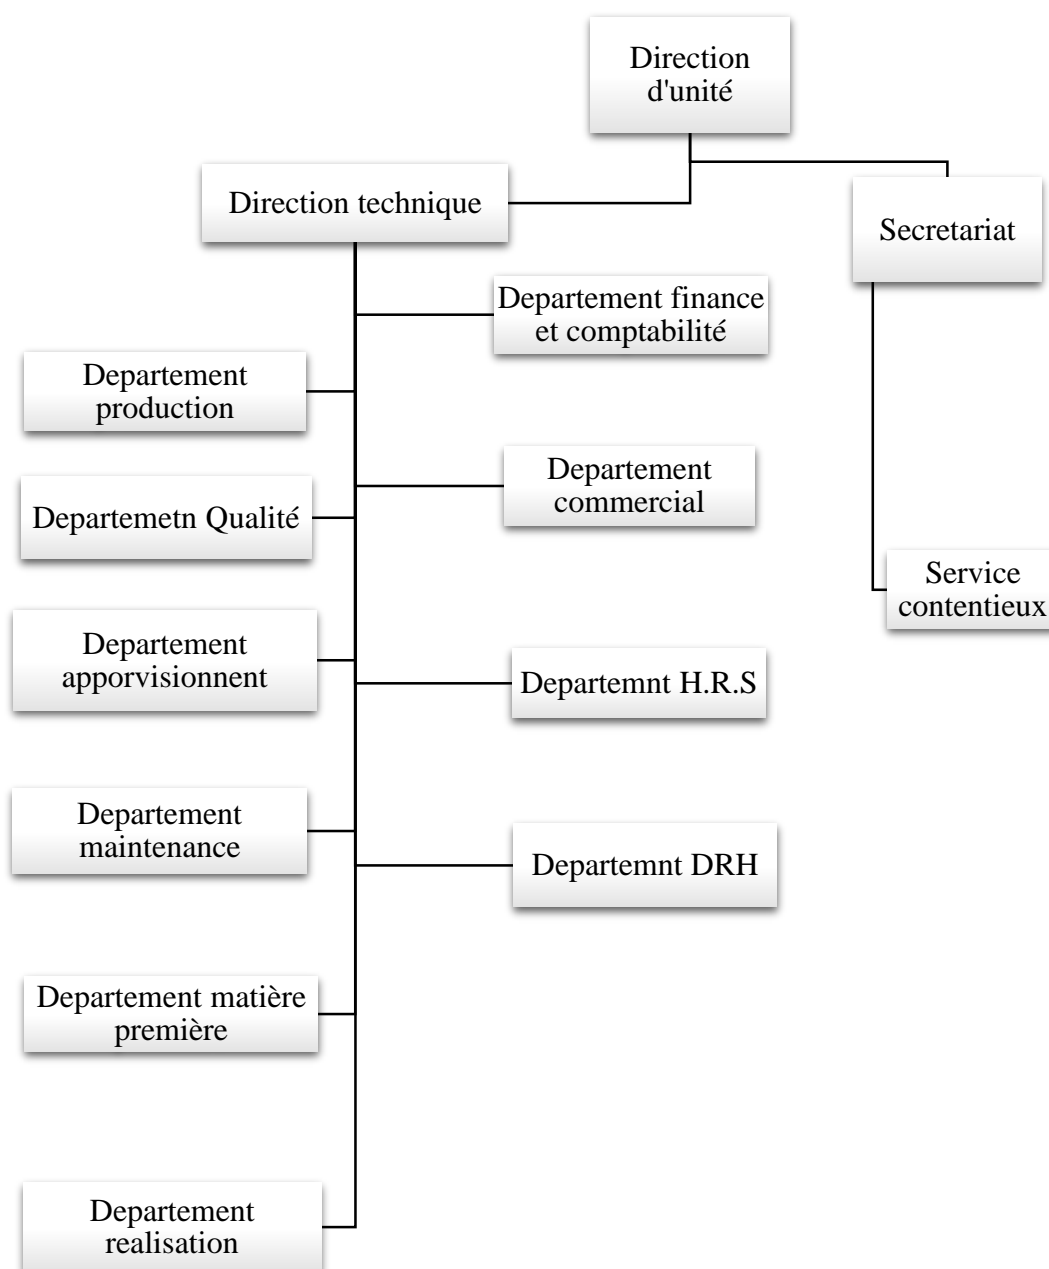 Direction
d'unité
Direction technique
Secretariat
Departement finance
et comptabilité
Departement
production
Departement
commercial
Departemetn Qualité
Service
contentieux
Departement
apporvisionnent
Departemnt H.R.S
Departement
maintenance
Departemnt DRH
Departement matière
première
Departement
realisation